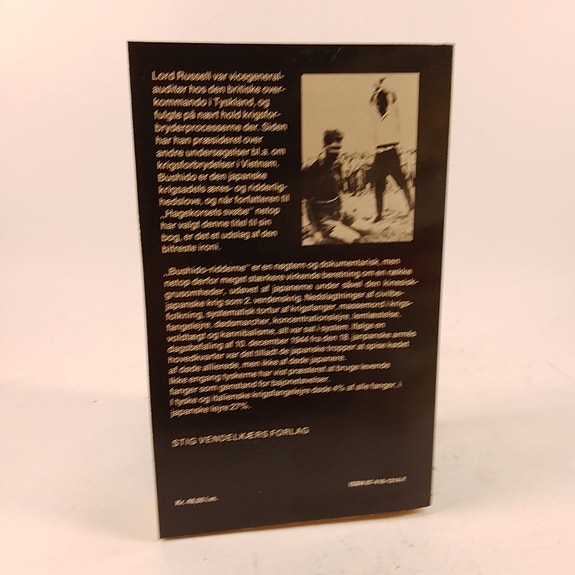 Lord Russell var vicegeneral-
auditør hos den britiske over-
kommando i Tyskland, og
fulgte på nært hold krigsfor-
bryderprocesserne der. Siden
har han præsideret over
andre undersøgelser bl.a. om
krigsforbrydelser i Vietnam.
Bushido er den japanske
krigsadels æres- og ridderlig-
hedslove, og når forfatteren til
„Hagekorsets svøbe" netop
har valgt denne titel til sin
bog, er det et udslag af den
bitreste ironi.
„Bushido-ridderne" er en nøgtern og dokumentarisk, men
netop derfor meget stærkere virkende beretning om en række
grusomheder, udøvet af japanerne under såvel den kinesisk-
japanske krig som 2. verdenskrig. Nedslagtninger af civilbe-
folkning, systematisk tortur af krigsfanger, massemord i krigs-
fangelejre, dødsmarcher, koncentrationslejre, lemlæstelse,
voldtægt og kannibalisme, alt var sat i system. Ifølge en
dagsbefaling af 10. december 1944 fra den 18. japanske armés
hovedkvarter var det tilladt de japanske tropper at spise kødet
af døde allierede, men ikke af døde japanere.
Ikke engang tyskerne har vist præsteret at bruge levende
fanger som genstand for bajonetøvelser.
I tyske og italienske krigsfangelejre døde 4% af alle fanger, i
japanske lejre 27%.
STIG VENDELKÆRS FORLAG